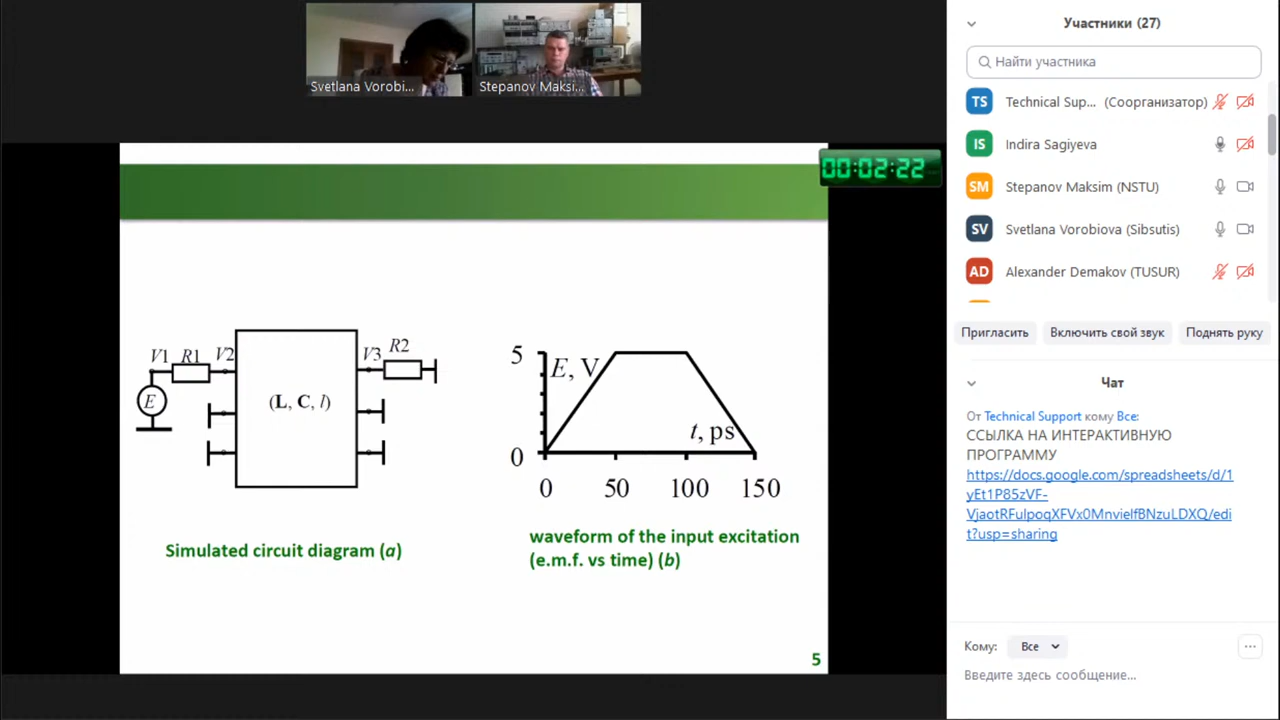 Svetlana Vorobi...
Stepanov Maksi...
00:02:22
V1 R1 V2
V3 R2
E
(L, C, l)
5
E, V
t, ps
0
0 50 100 150
Simulated circuit diagram (a)
waveform of the input excitation
(e.m.f. vs time) (b)
5
Участники (27)
Найти участника
TS Technical Sup... (Соорганизатор)
IS Indira Sagiyeva
SM Stepanov Maksim (NSTU)
SV Svetlana Vorobiova (Sibsutis)
AD Alexander Demakov (TUSUR)
Пригласить Включить свой звук Поднять руку
Чат
От Technical Support кому Все:
ССЫЛКА НА ИНТЕРАКТИВНУЮ
ПРОГРАММУ
https://docs.google.com/spreadsheets/d/1
yEt1P85zVF-
VjaotRFuIpoqXFVx0MnvieIfBNzuLDXQ/edi
t?usp=sharing
Кому: Все
Введите здесь сообщение...